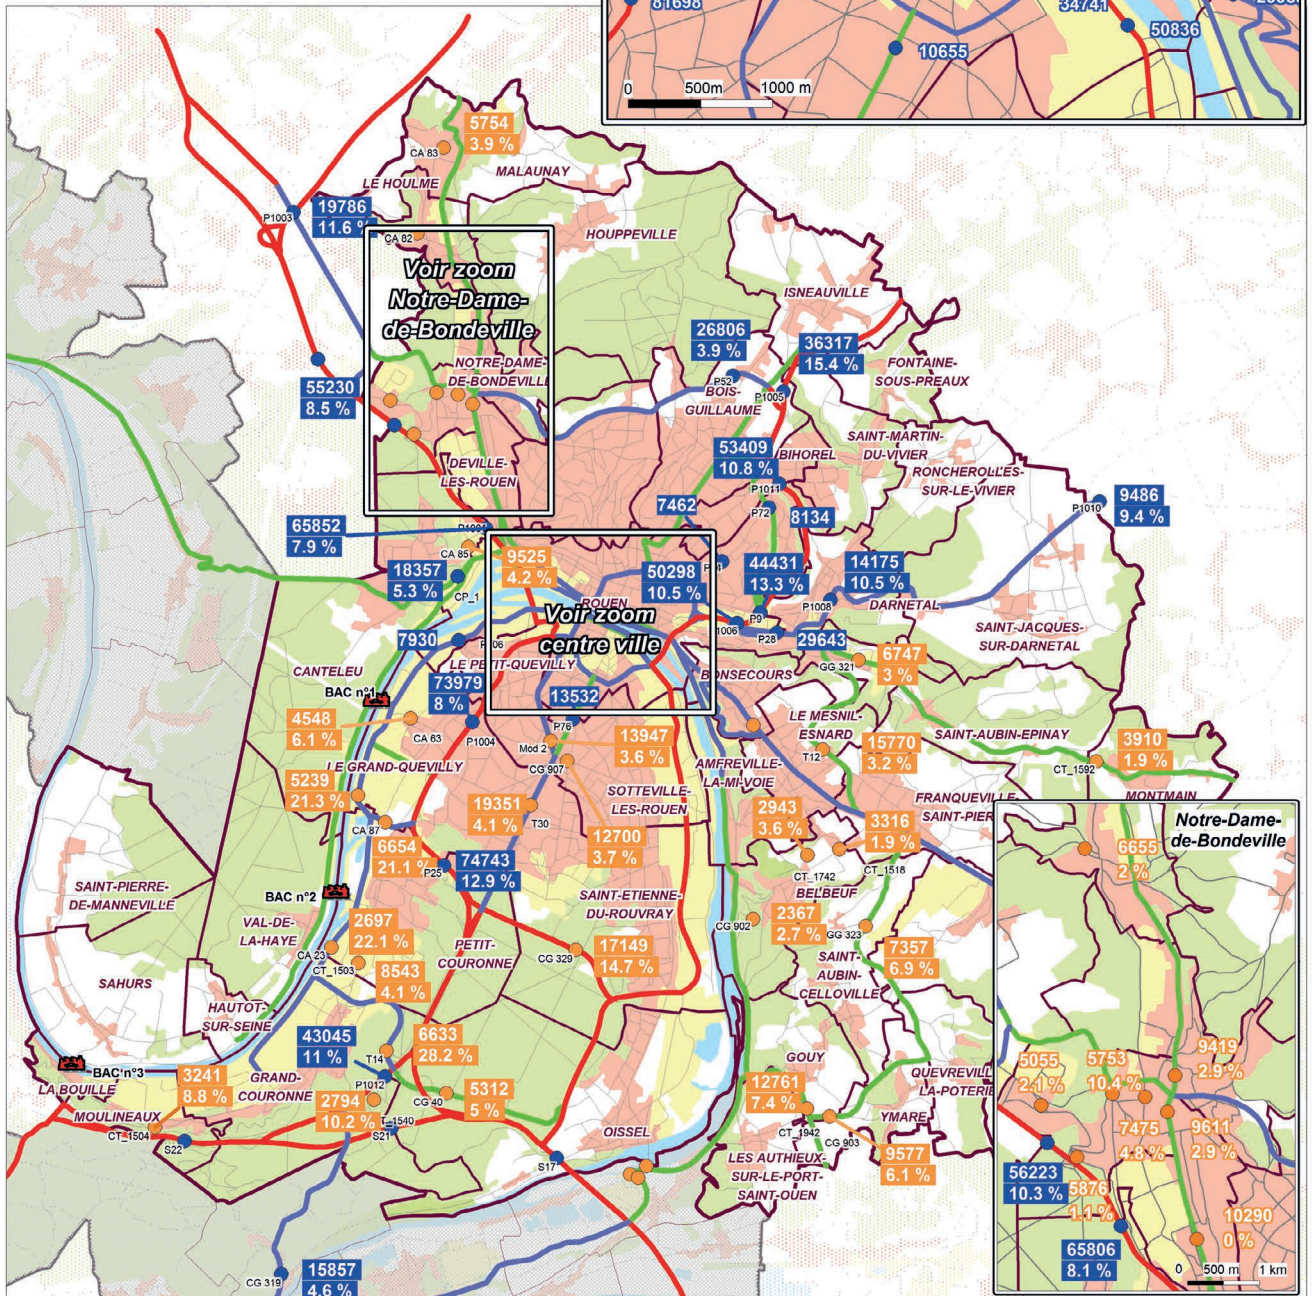 81698
34741
50836
10655
0 500m 1000 m
5754
3.9 %
CA 83
MALAUNAY
LE HOULME
P1003
19786
11.6 %
CA 82
HOUPPEVILLE
Voir zoom
Notre-Dame-
de-Bondeville
ISNEAUVILLE
26806
3.9 %
36317
15.4 %
FONTAINE-
SOUS-PREAUX
NOTRE-DAME-
DE-BONDEVILLE
55230
8.5 %
P52
BOIS-
GUILLAUME
P1005
53409
10.8 %
BIHOREL
SAINT-MARTIN-
DU-VIVIER
RONCHEROLLES-
SUR-LE-VIVIER
DEVILLE-
LES-ROUEN
P1011
P72
7462
8134
P1010
9486
9.4 %
65852
7.9 %
CA 85
9525
4.2 %
18357
5.3 %
CP_1
50298
10.5 %
44431
13.3 %
14175
10.5 %
P1008
DARNETAL
ROUEN
Voir zoom
centre ville
P9
P28
29643
SAINT-JACQUES-
SUR-DARNETAL
7930
LE PETIT-QUEVILLY
CANTELEU
BAC n°1
73979
8 %
13532
BONSECOURS
GG 321
6747
3 %
4548
6.1 %
CA 63
P1004
P76
Mod 2
13947
3.6 %
LE MESNIL-
ESNARD
T12
15770
3.2 %
SAINT-AUBIN-EPINAY
3910
1.9 %
CT_1592
MONTMAIN
LE GRAND-QUEVILLY
CG 907
AMFREVILLE-
LA-MI-VOIE
5239
21.3 %
SOTTEVILLE-
LES-ROUEN
19351
4.1 %
T30
12700
3.7 %
2943
3.6 %
3316
1.9 %
CA 87
6654
21.1 %
P25
74743
12.9 %
CT_1742
BELBEUF
CT_1518
SAINT-PIERRE-
DE-MANNEVILLE
BAC n°2
VAL-DE-
LA-HAYE
2697
22.1 %
CA 23
CT_1503
8543
4.1 %
PETIT-
COURONNE
SAINT-ETIENNE-
DU-ROUVRAY
CG 329
17149
14.7 %
CG 902
2367
2.7 %
GG 323
7357
6.9 %
SAINT-
AUBIN-
CELLOVILLE
SAHURS
HAUTOT-
SUR-SEINE
43045
11 %
T14
6633
28.2 %
P1012
BAC n°3
LA BOUILLE
3241
8.8 %
MOULINEAUX
CT_1504
GRAND-
COURONNE
2794
10.2 %
CG 40
5312
5 %
S22
S21
S17
OISSEL
GOUY
12761
7.4 %
CT_1942
CG 903
YMARE
9577
6.1 %
LES AUTHIEUX-
SUR-LE-PORT-
SAINT-OUEN
CG 319
15857
4.6 %
Notre-Dame-
de-Bondeville
6655
2 %
5055
2.1 %
5753
10.4 %
9419
2.9 %
7475
4.8 %
9611
2.9 %
56223
10.3 %
5876
1.1 %
10290
0 %
65806
8.1 %
0 500 m 1 km